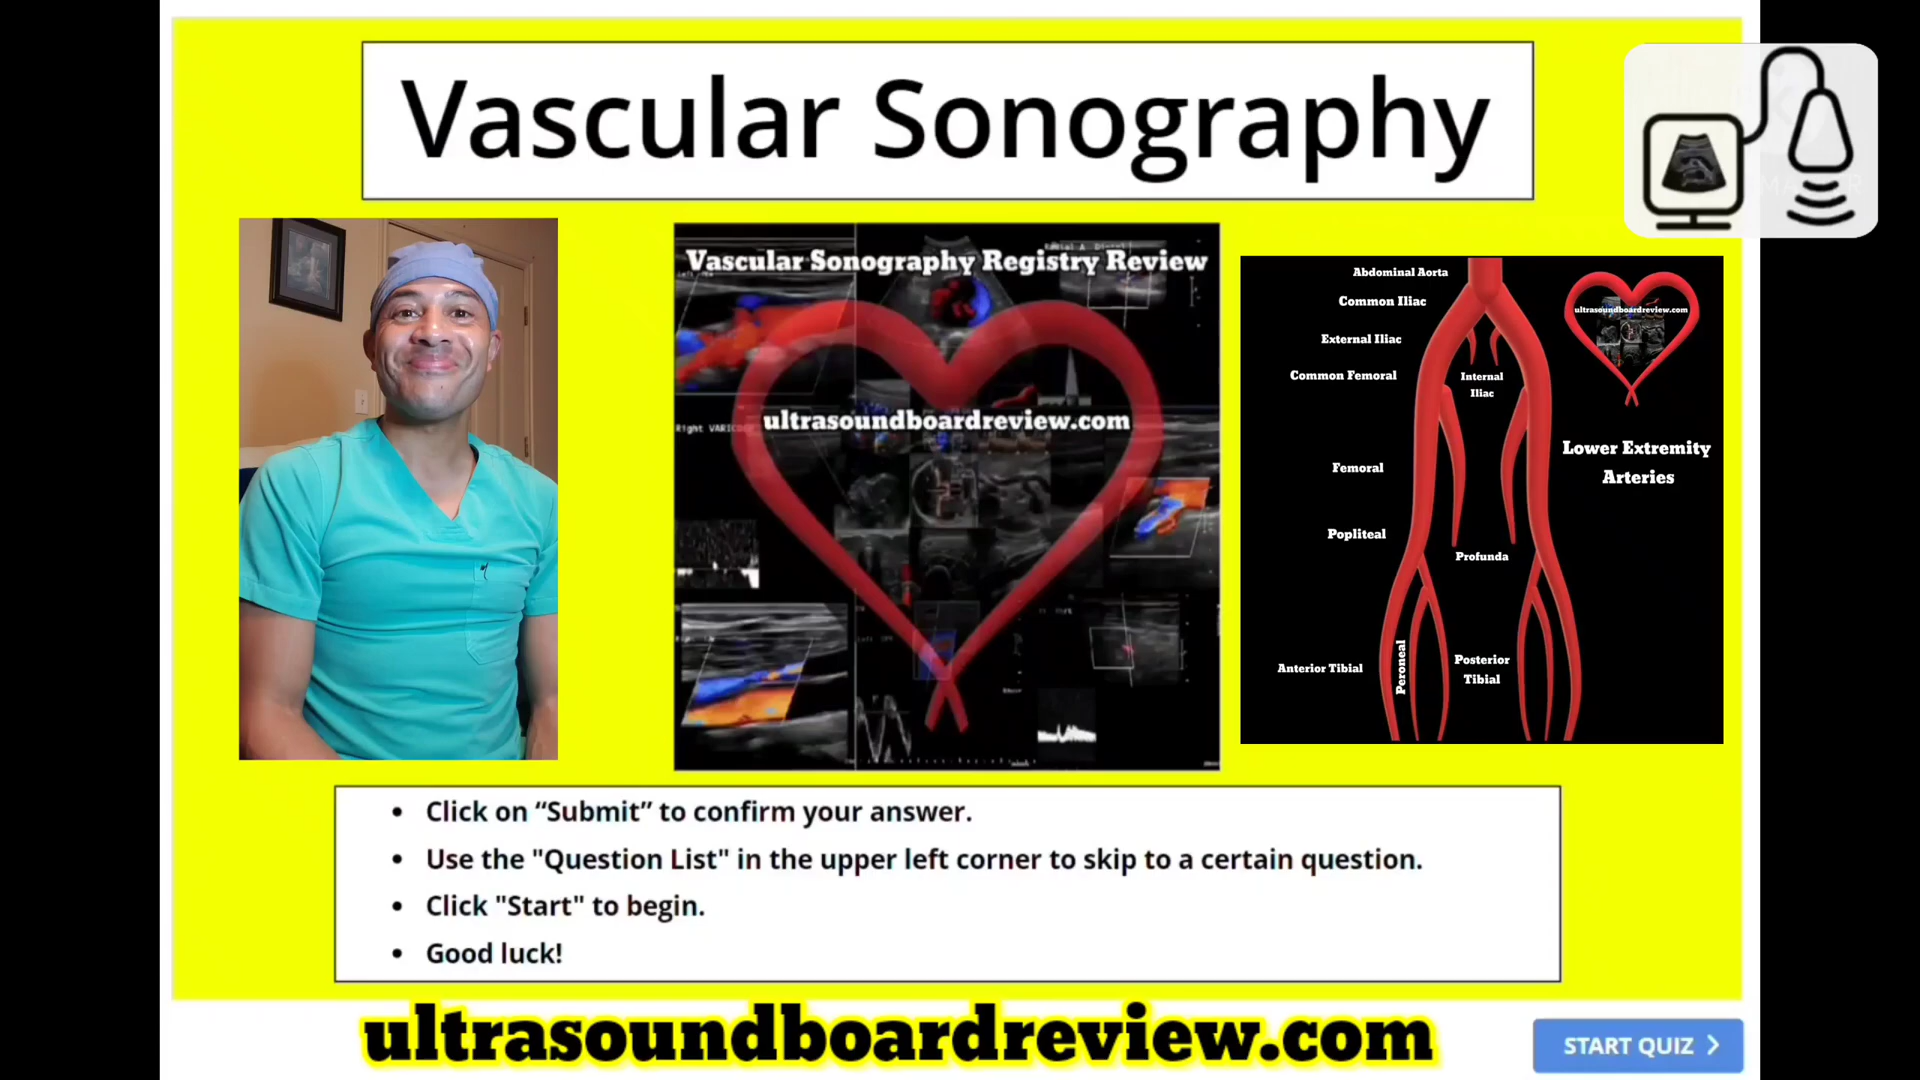 Vascular Sonography
Vascular Sonography Registry Review
ultrasoundboardreview.com
Right VARICO
Abdominal Aorta
Common Iliac
External Iliac
Common Femoral
Internal
Iliac
Femoral
Popliteal
Profunda
Anterior Tibial
Peroneal
Posterior
Tibial
ultrasoundboardreview.com
Lower Extremity
Arteries
• Click on “Submit” to confirm your answer.
• Use the "Question List" in the upper left corner to skip to a certain question.
• Click "Start" to begin.
• Good luck!
ultrasoundboardreview.com
START QUIZ >